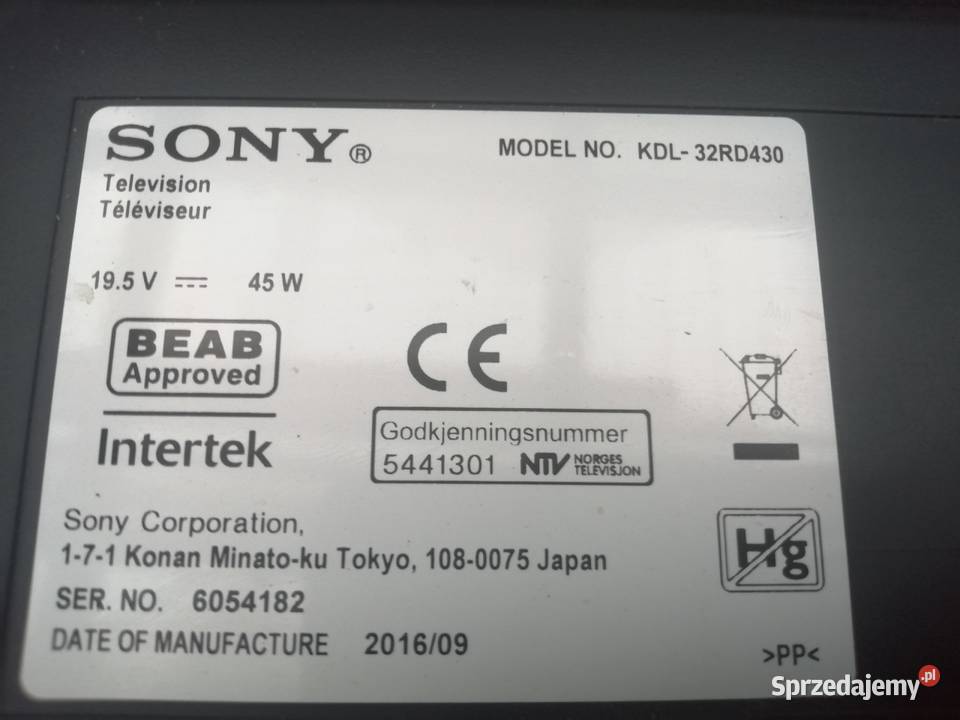 SONY®
MODEL NO. KDL-32RD430
Television
Téléviseur
19.5 V ⎓ 45 W
BEAB
Approved
CE
Intertek
Godkjenningsnummer
5441301 NTV NORGES
TELEVISJON
Sony Corporation,
1-7-1 Konan Minato-ku Tokyo, 108-0075 Japan
Hg
SER. NO. 6054182
DATE OF MANUFACTURE 2016/09
>PP<
Sprzedajemy.pl